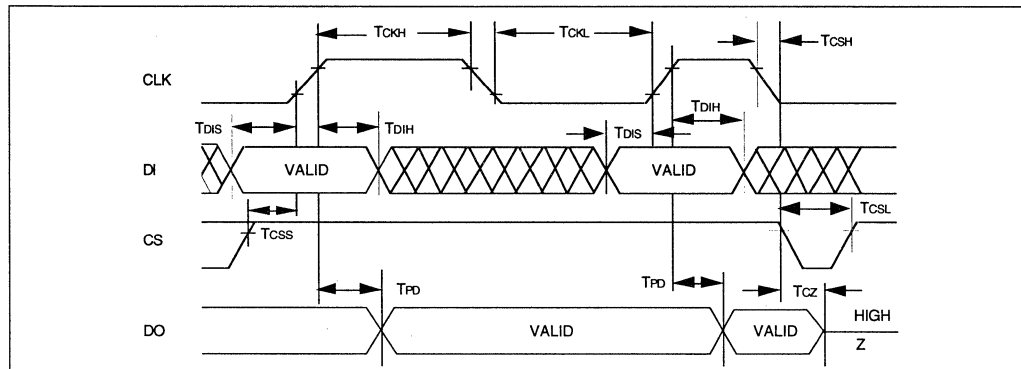 TCKH
TCKL
TCSH
CLK
TDIS
TDIH
TDIS
TDIH
DI
VALID
VALID
TCSS
TCSL
CS
TPD
TPD
TCZ
DO
VALID
VALID
HIGH
Z